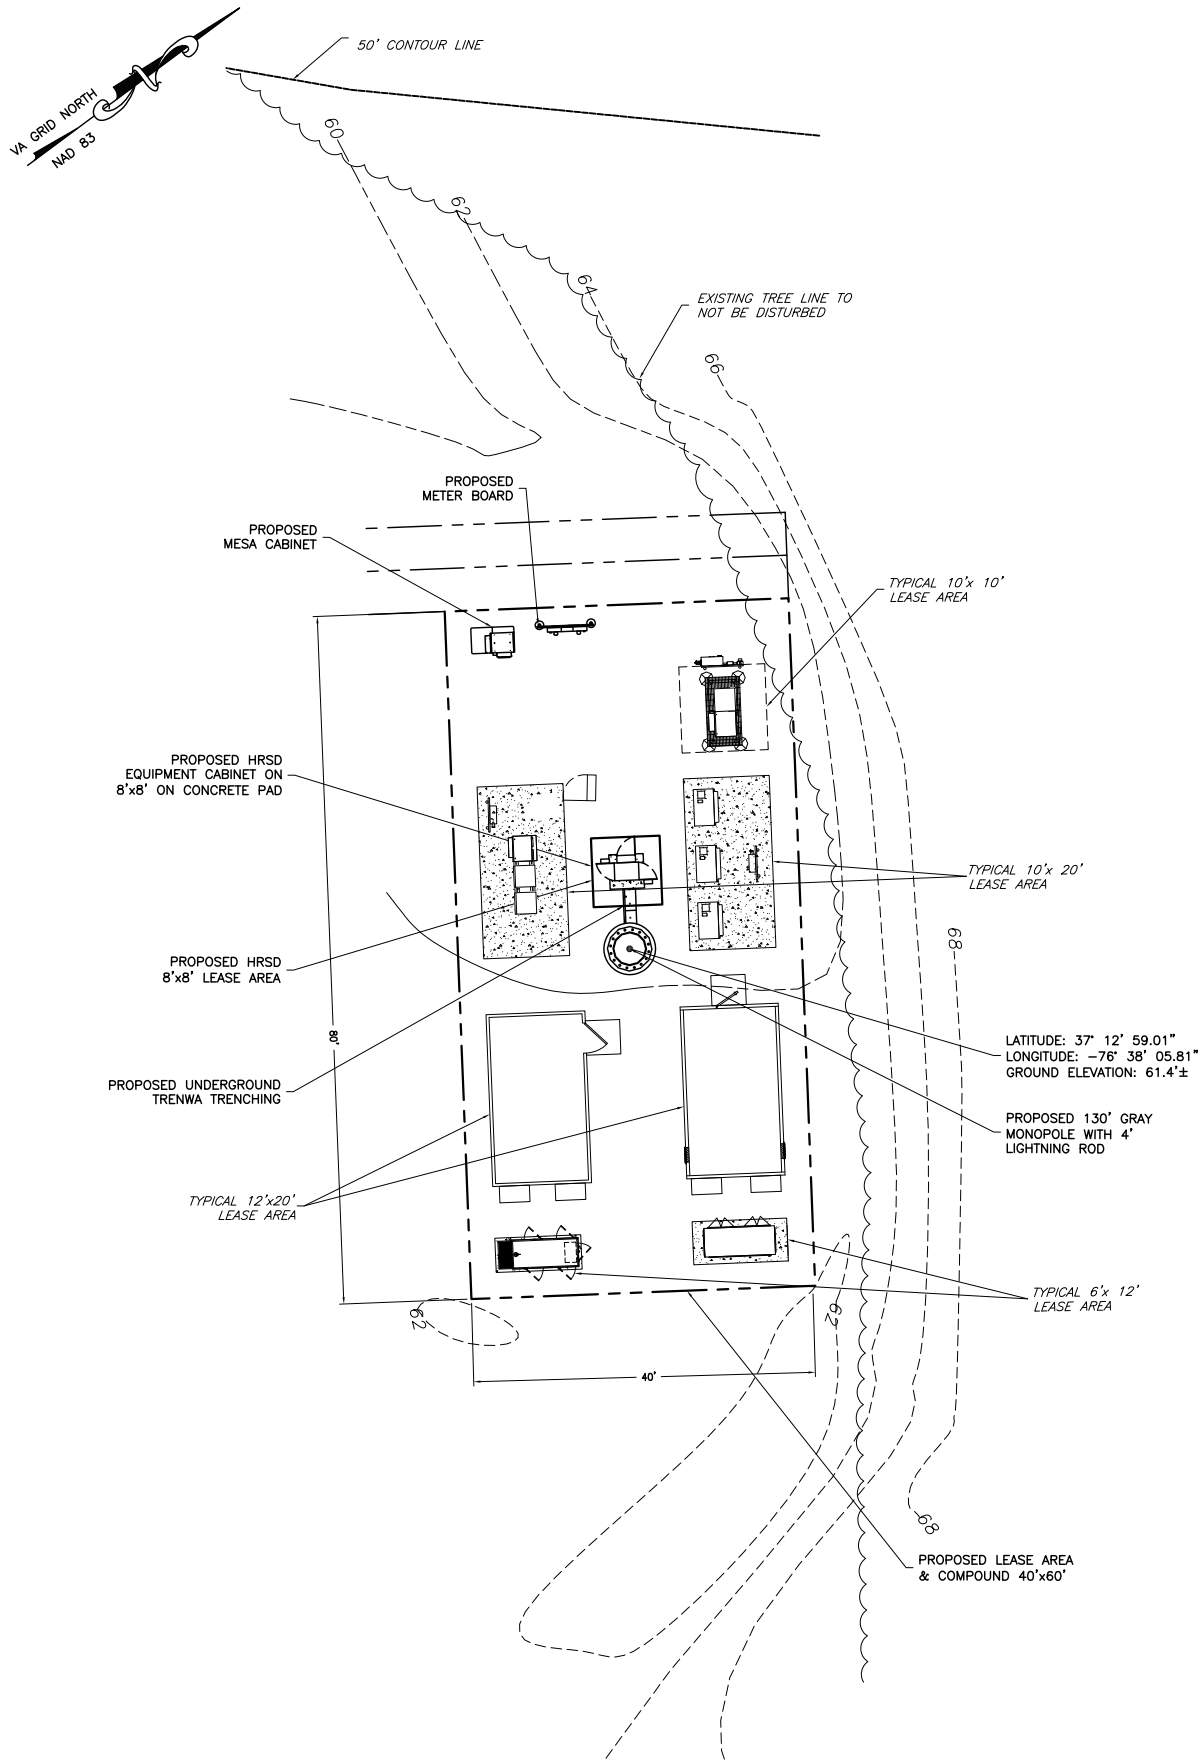 50' CONTOUR LINE
VA GRID NORTH
NAD 83
60
62
64
EXISTING TREE LINE TO
NOT BE DISTURBED
66
PROPOSED
METER BOARD
PROPOSED
MESA CABINET
TYPICAL 10'x 10'
LEASE AREA
PROPOSED HRSD
EQUIPMENT CABINET ON
8'x8' ON CONCRETE PAD
TYPICAL 10'x 20'
LEASE AREA
68
PROPOSED HRSD
8'x8' LEASE AREA
80'
LATITUDE: 37° 12' 59.01"
LONGITUDE: -76° 38' 05.81"
GROUND ELEVATION: 61.4'±
PROPOSED UNDERGROUND
TRENWA TRENCHING
PROPOSED 130' GRAY
MONOPOLE WITH 4'
LIGHTNING ROD
TYPICAL 12'x20'
LEASE AREA
TYPICAL 6'x 12'
LEASE AREA
62
62
40'
68
PROPOSED LEASE AREA
& COMPOUND 40'x60'